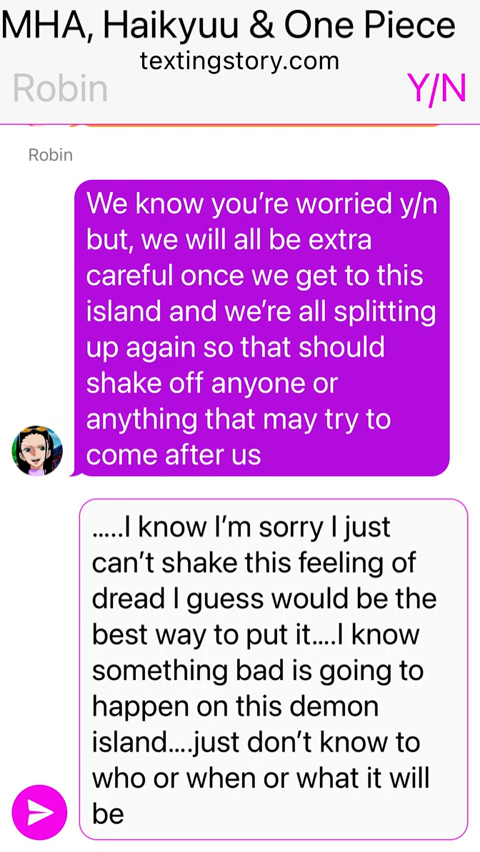 MHA, Haikyuu & One Piece
textingstory.com
Robin
Y/N
Robin
We know you’re worried y/n
but, we will all be extra
careful once we get to this
island and we’re all splitting
up again so that should
shake off anyone or
anything that may try to
come after us
.....I know I’m sorry I just
can’t shake this feeling of
dread I guess would be the
best way to put it....I know
something bad is going to
happen on this demon
island....just don’t know to
who or when or what it will
be